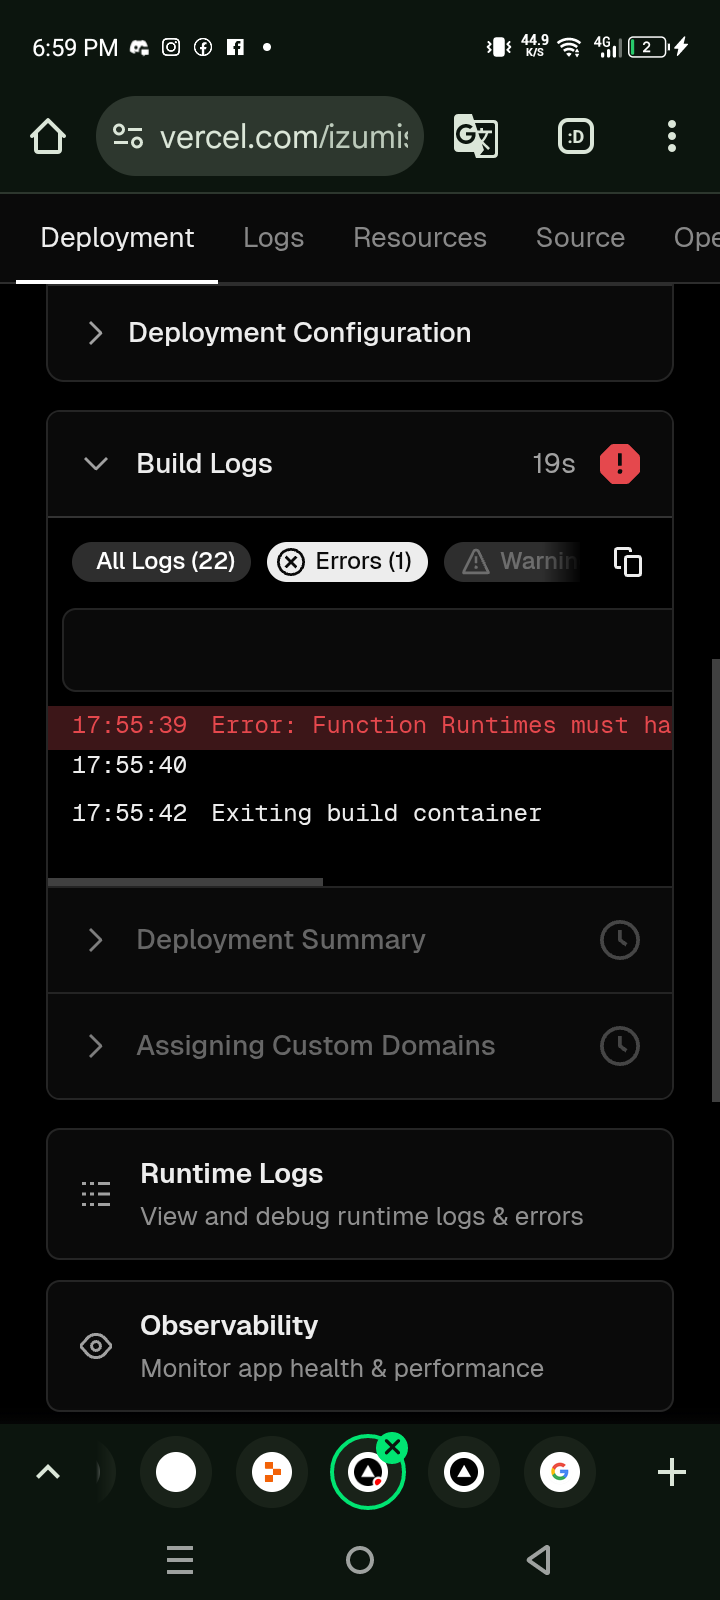 6:59 PM
44.9
K/S
4G
2
vercel.com/izumis
:D
Deployment Logs Resources Source Ope
Deployment Configuration
Build Logs 19s
All Logs (22) Errors (1) Warnin
17:55:39 Error: Function Runtimes must ha
17:55:40
17:55:42 Exiting build container
Deployment Summary
Assigning Custom Domains
Runtime Logs
View and debug runtime logs & errors
Observability
Monitor app health & performance